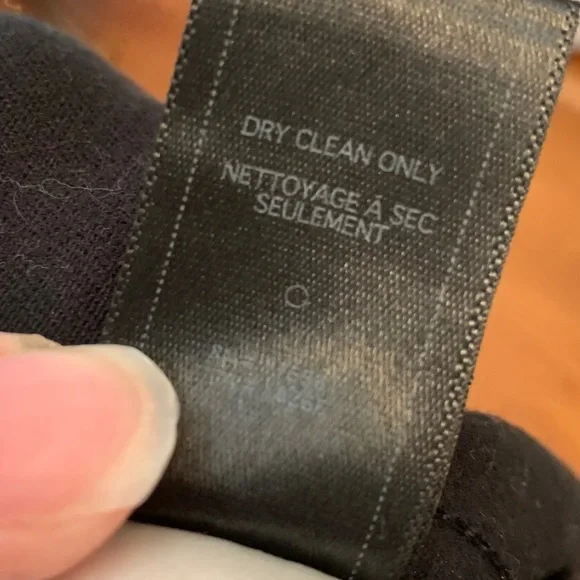 DRY CLEAN ONLY
NETTOYAGE À SEC
SEULEMENT